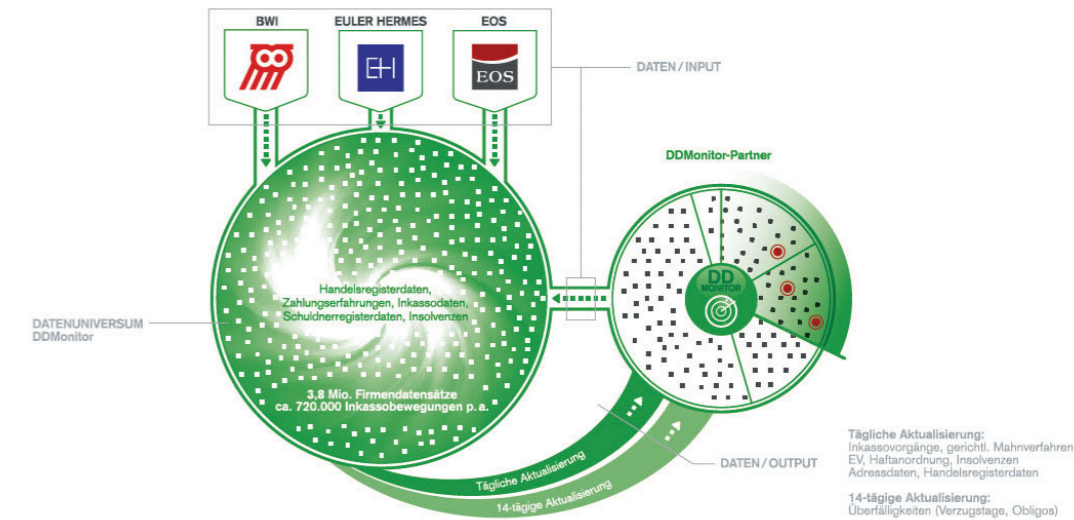 BWI
EULER HERMES
EOS
EH
EOS
DATEN / INPUT
DDMonitor-Partner
DD
MONITOR
Handelsregisterdaten,
Zahlungserfahrungen, Inkassodaten,
Schuldnerregisterdaten, Insolvenzen
DATENUNIVERSUM
DDMonitor
3,8 Mio. Firmendatensätze
ca. 720.000 Inkassobewegungen p. a.
Tägliche Aktualisierung
14-tägige Aktualisierung
DATEN / OUTPUT
Tägliche Aktualisierung:
Inkassovorgänge, gerichtl. Mahnverfahren
EV, Haftanordnung, Insolvenzen
Adressdaten, Handelsregisterdaten
14-tägige Aktualisierung:
Überfälligkeiten (Verzugstage, Obligos)